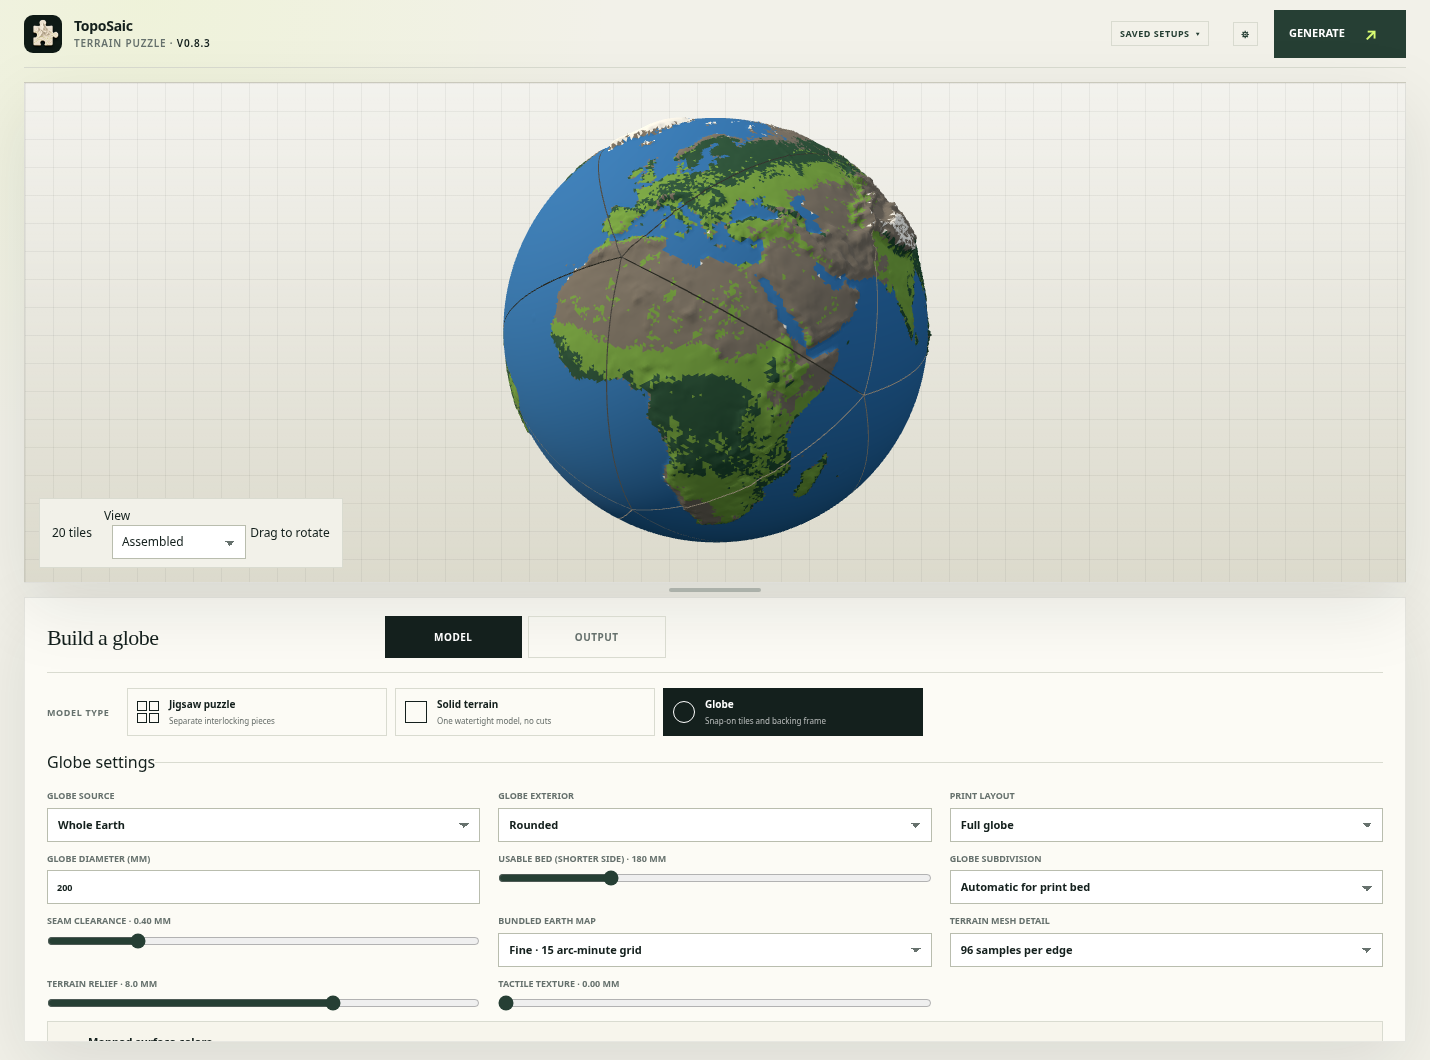 TopoSaic
TERRAIN PUZZLE · V0.8.3
SAVED SETUPS
GENERATE
View
20 tiles
Assembled
Drag to rotate
Build a globe
MODEL
OUTPUT
MODEL TYPE
Jigsaw puzzle
Separate interlocking pieces
Solid terrain
One watertight model, no cuts
Globe
Snap-on tiles and backing frame
Globe settings
GLOBE SOURCE
GLOBE EXTERIOR
PRINT LAYOUT
Whole Earth
Rounded
Full globe
GLOBE DIAMETER (MM)
USABLE BED (SHORTER SIDE) · 180 MM
GLOBE SUBDIVISION
200
Automatic for print bed
SEAM CLEARANCE · 0.40 MM
BUNDLED EARTH MAP
TERRAIN MESH DETAIL
Fine · 15 arc-minute grid
96 samples per edge
TERRAIN RELIEF · 8.0 MM
TACTILE TEXTURE · 0.00 MM
Mapped surface colors